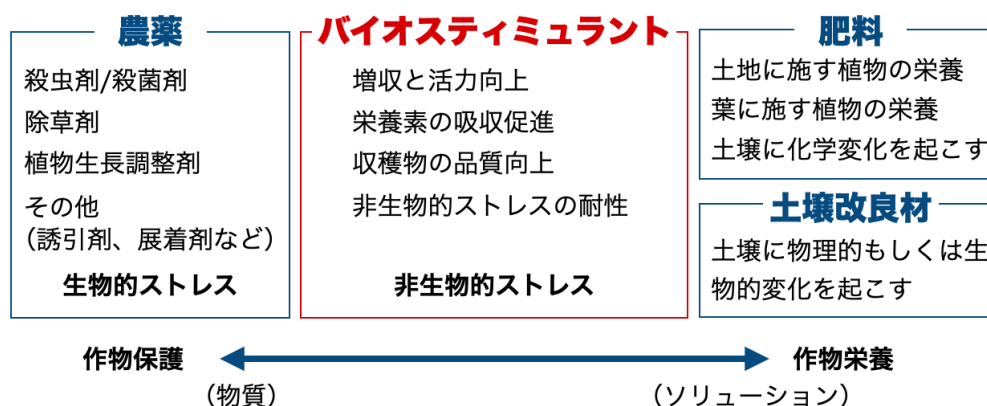 農薬
殺虫剤/殺菌剤
除草剤
植物生長調整剤
その他
（誘引剤、展着剤など）
生物的ストレス
バイオスティミュラント
増収と活力向上
栄養素の吸収促進
収穫物の品質向上
非生物的ストレスの耐性
非生物的ストレス
肥料
土地に施す植物の栄養
葉に施す植物の栄養
土壌に化学変化を起こす
土壌改良材
土壌に物理的もしくは生
物的変化を起こす
作物保護
作物栄養
（物質）
（ソリューション）